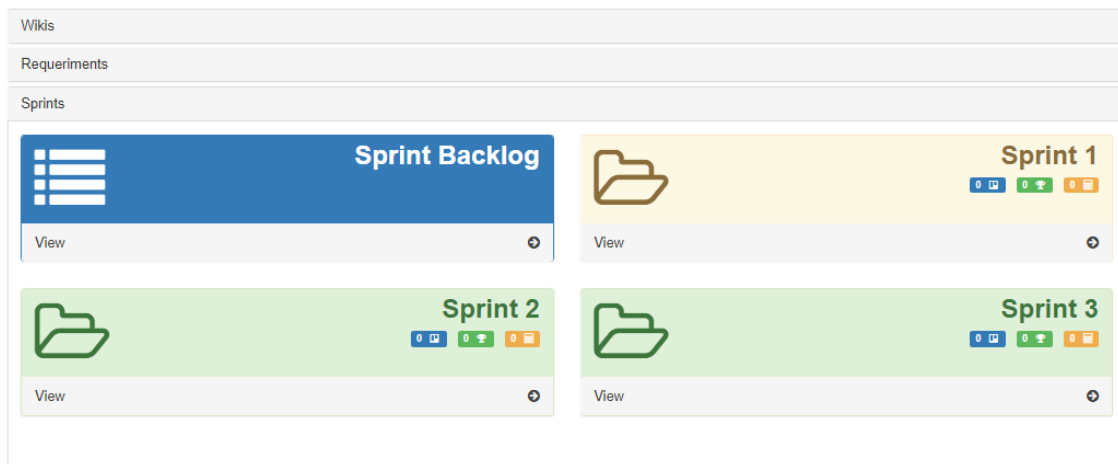 Wikis
Requeriments
Sprints
Sprint Backlog
View
Sprint 1
0 0 0
View
Sprint 2
0 0 0
View
Sprint 3
0 0 0
View